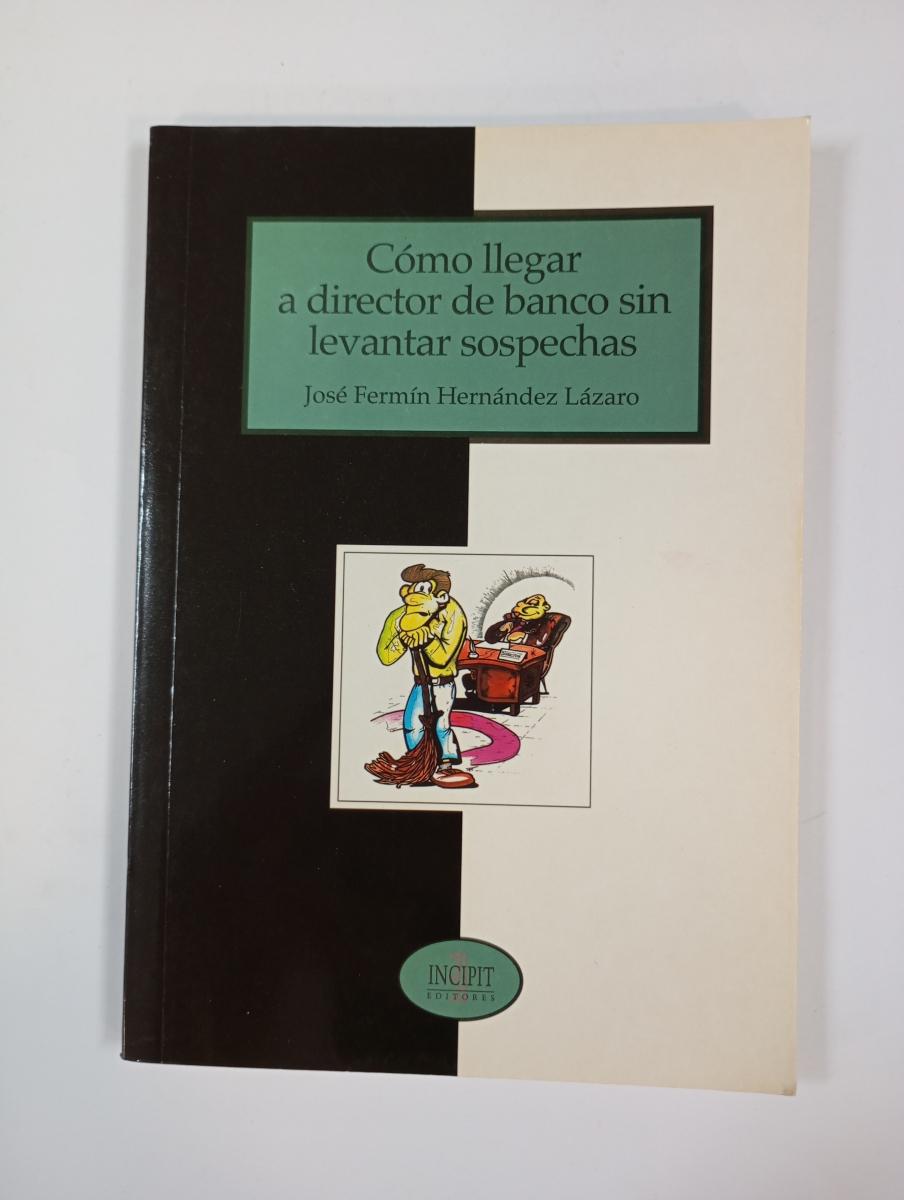 Cómo llegar
a director de banco sin
levantar sospechas
José Fermín Hernández Lázaro
INCIPIT
EDITORES